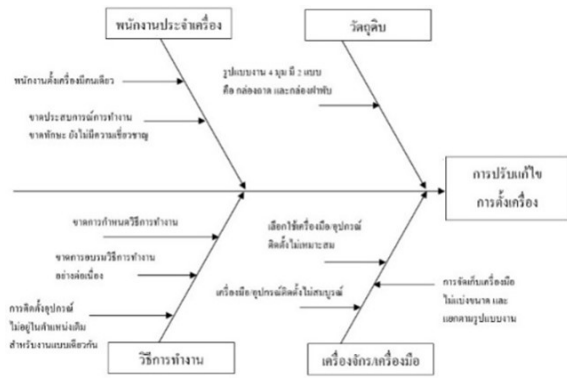 พนักงานประจำเครื่อง
วัตถุดิบ
พนักงานตั้งเครื่องมีคนเดียว
ขาดประสบการณ์การทำงาน
ขาดทักษะ ยังไม่มีความเชี่ยวชาญ
รูปแบบงาน 4 มุม มี 2 แบบ
คือ กล่องถาด และกล่องฝาพับ
การปรับแก้ไข
การตั้งเครื่อง
ขาดการกำหนดวิธีการทำงาน
ขาดการอบรมวิธีการทำงาน
อย่างต่อเนื่อง
การติดตั้งอุปกรณ์
ไม่อยู่ในตำแหน่งเดิม
สำหรับงานแบบเดียวกัน
เลือกใช้เครื่องมือ/อุปกรณ์
ติดตั้งไม่เหมาะสม
เครื่องมือ/อุปกรณ์ติดตั้งไม่สมบูรณ์
การจัดเก็บเครื่องมือ
ไม่แบ่งขนาด และ
แยกตามรูปแบบงาน
วิธีการทำงาน
เครื่องจักร/เครื่องมือ